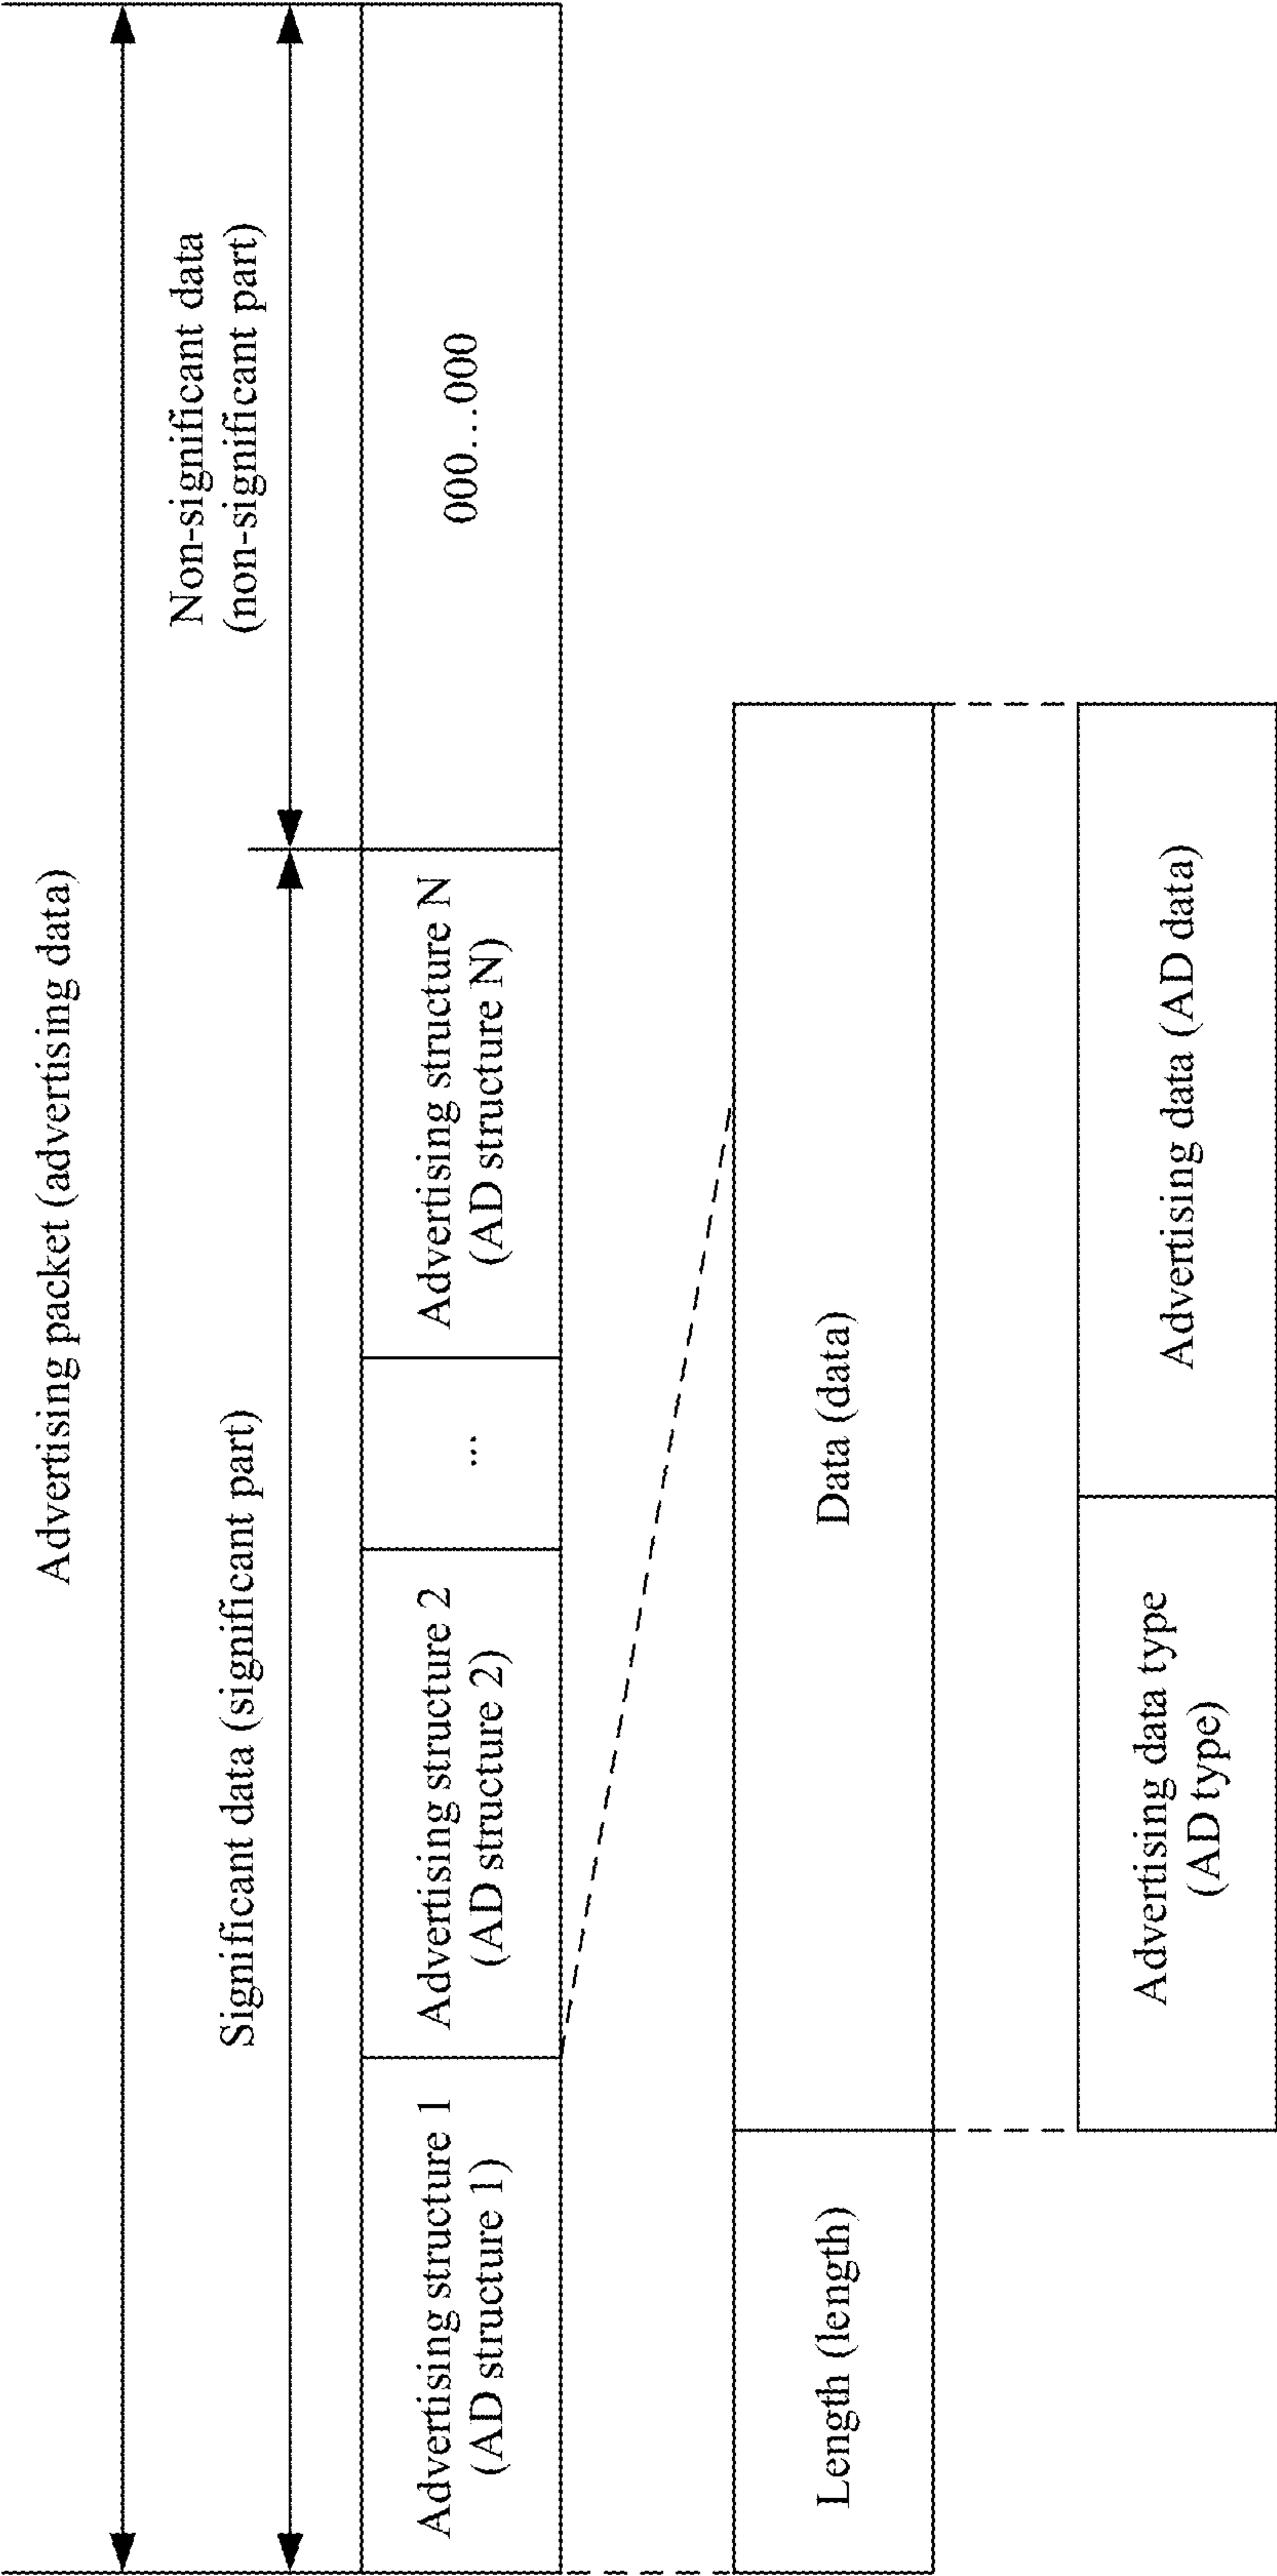 Advertising packet (advertising data)
Significant data (significant part)
Non-significant data
(non-significant part)
Advertising structure 1
(AD structure 1)
Advertising structure 2
(AD structure 2)
...
Advertising structure N
(AD structure N)
000…000
Length (length)
Data (data)
Advertising data type
(AD type)
Advertising data (AD data)